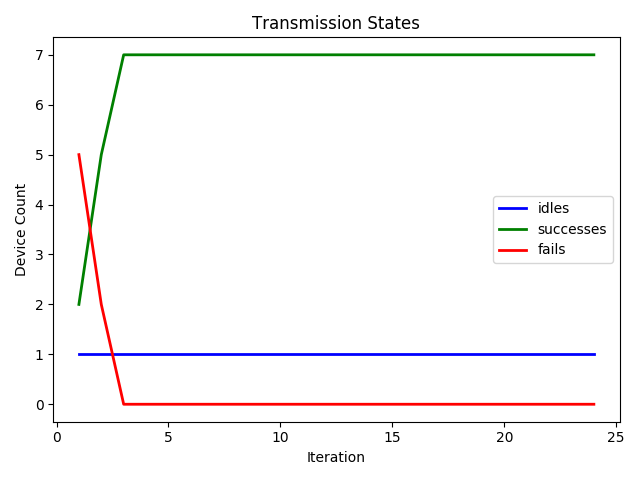 Transmission States
Device Count
7
6
5
4
3
2
1
0
idles
successes
fails
0 5 10 15 20 25
Iteration